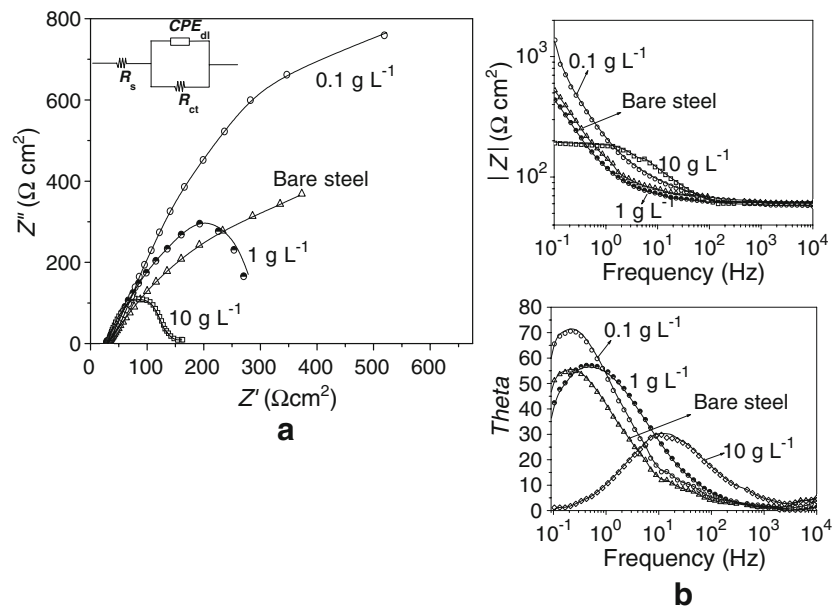 800
600
400
200
0
Z″ (Ω cm²)
CPE_dl
R_s
R_ct
0.1 g L⁻¹
Bare steel
1 g L⁻¹
10 g L⁻¹
0 100 200 300 400 500 600
Z′ (Ωcm²)
a
10³
10²
|Z| (Ω cm²)
0.1 g L⁻¹
Bare steel
10 g L⁻¹
1 g L⁻¹
10⁻¹ 10⁰ 10¹ 10² 10³ 10⁴
Frequency (Hz)
80
70
60
50
40
30
20
10
0
Theta
0.1 g L⁻¹
1 g L⁻¹
Bare steel
10 g L⁻¹
10⁻¹ 10⁰ 10¹ 10² 10³ 10⁴
Frequency (Hz)
b